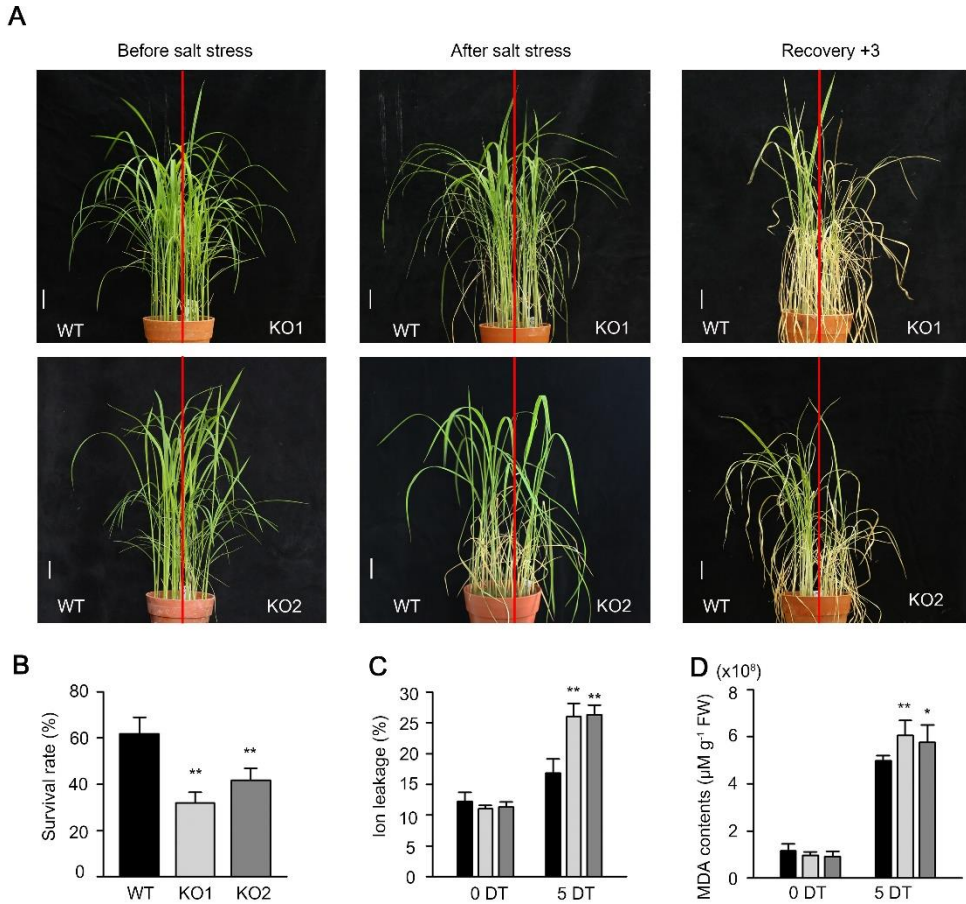 A
Before salt stress
After salt stress
Recovery +3
WT KO1
WT KO1
WT KO1
WT KO2
WT KO2
WT KO2
B
Survival rate (%)
80
60
40
20
0
**
**
WT KO1 KO2
C
Ion leakage (%)
30
25
20
15
10
5
0
** **
0 DT 5 DT
D (x10⁸)
MDA contents (µM g⁻¹ FW)
8
6
4
2
0
** *
0 DT 5 DT